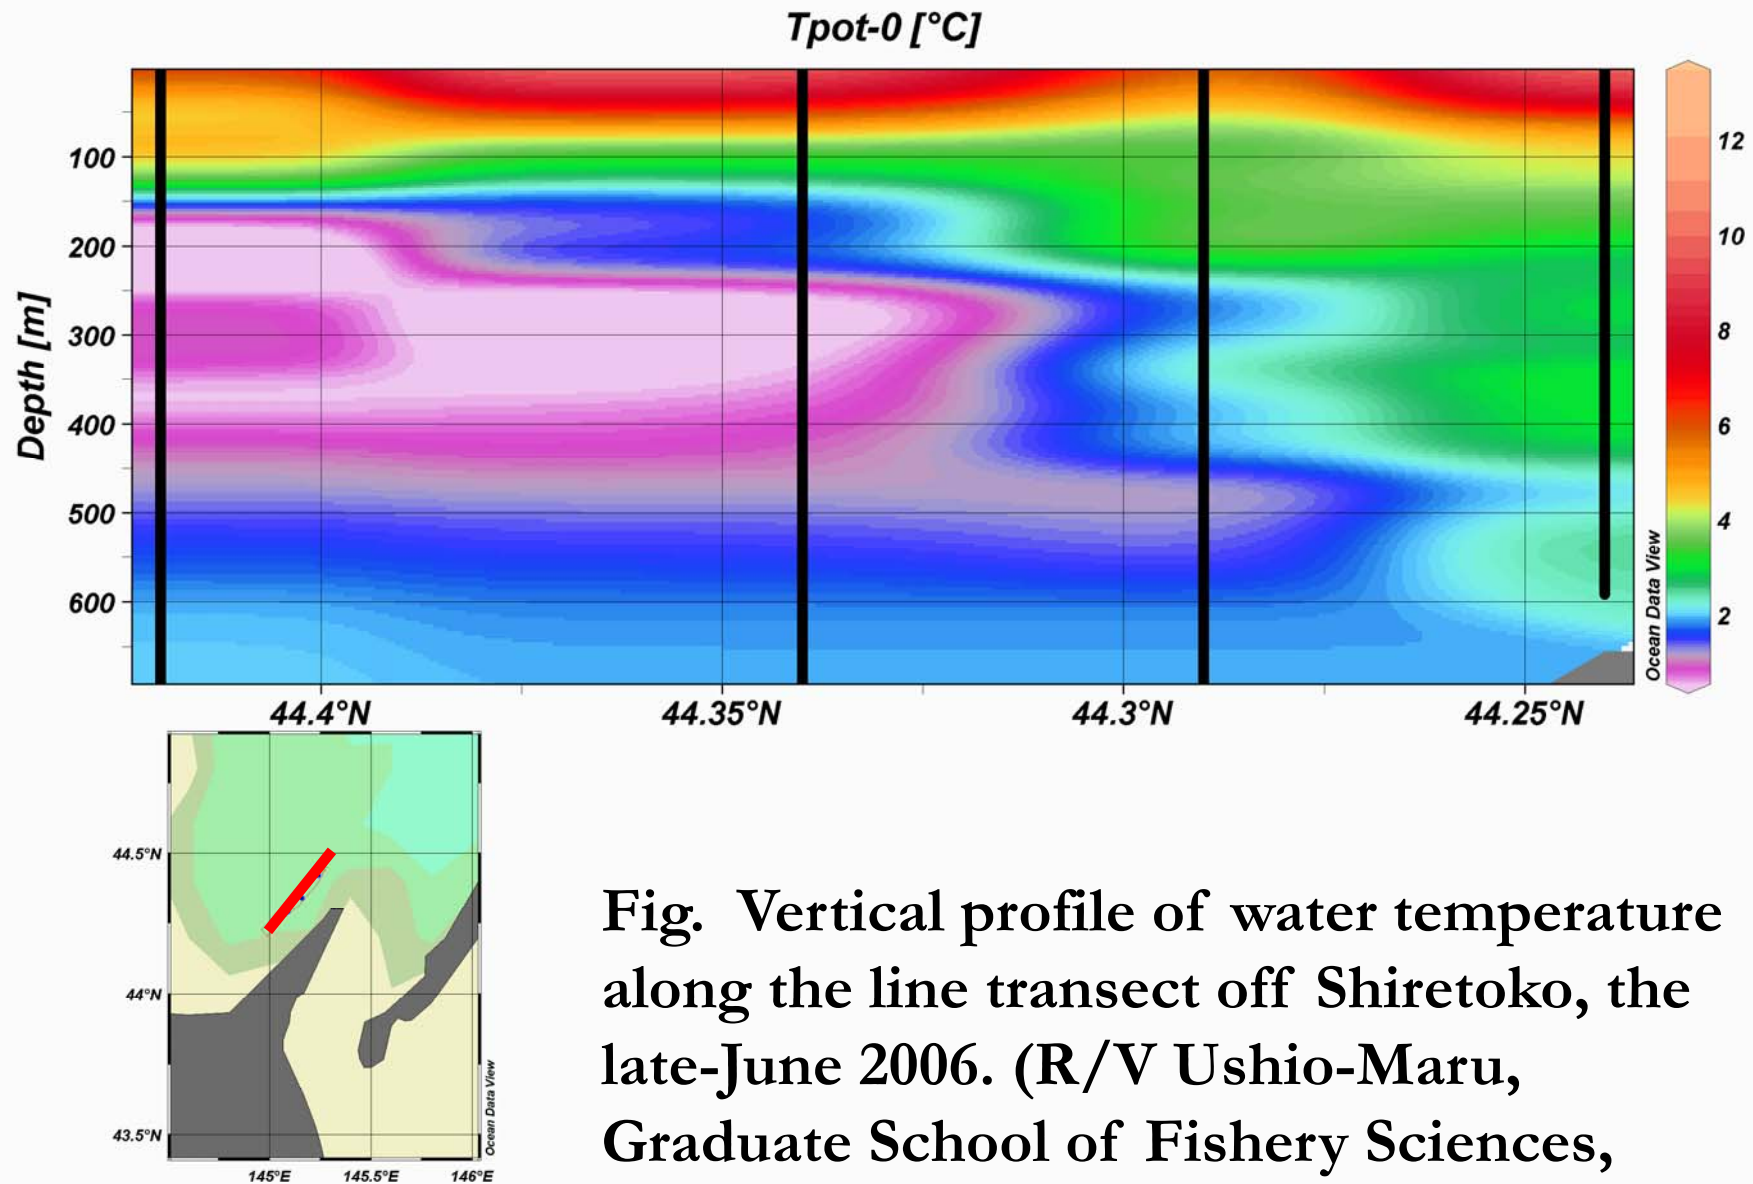 Tpot-0 [°C]
Depth [m]
100
200
300
400
500
600
44.4°N
44.35°N
44.3°N
44.25°N
12
10
8
6
4
2
Ocean Data View
44.5°N
44°N
43.5°N
145°E
145.5°E
146°E
Ocean Data View
Fig. Vertical profile of water temperature
along the line transect off Shiretoko, the
late-June 2006. (R/V Ushio-Maru,
Graduate School of Fishery Sciences,